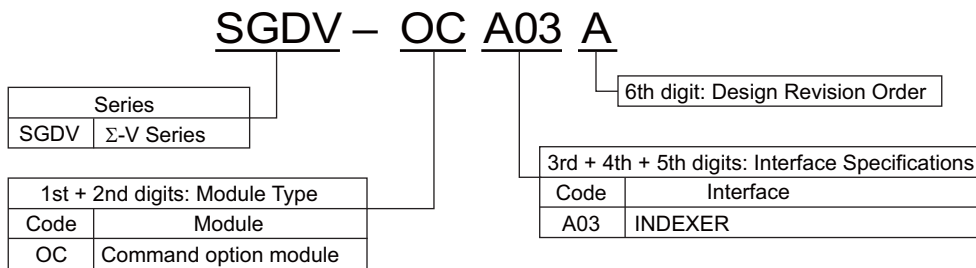 SGDV – OC A03 A
6th digit: Design Revision Order
Series
SGDV Σ-V Series
3rd + 4th + 5th digits: Interface Specifications
Code Interface
A03 INDEXER
1st + 2nd digits: Module Type
Code Module
OC Command option module